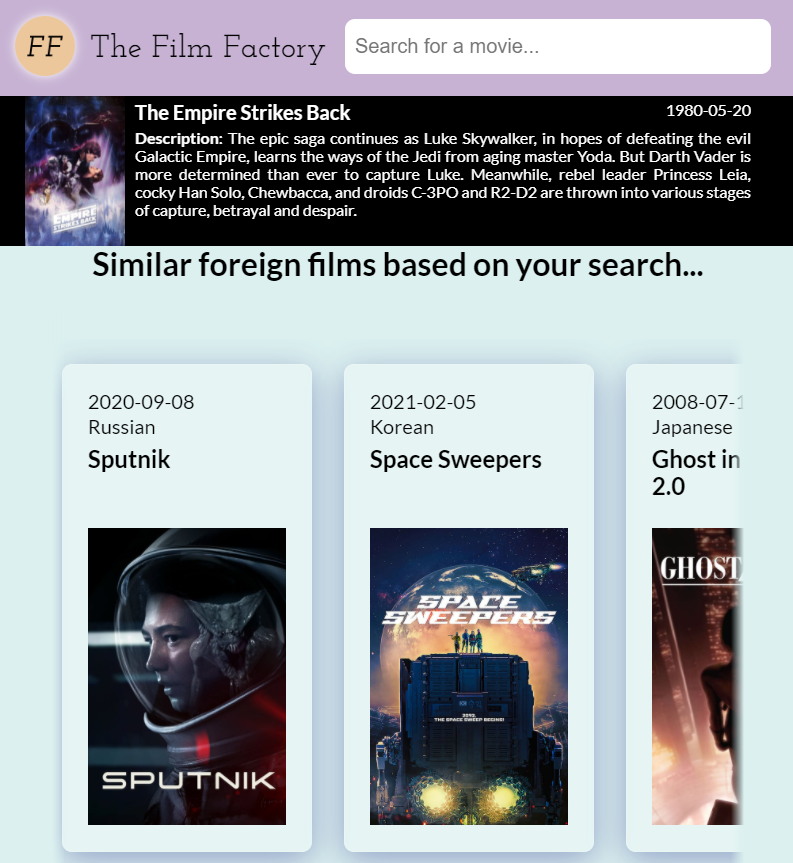 FF
The Film Factory
Search for a movie...
The Empire Strikes Back
1980-05-20
Description: The epic saga continues as Luke Skywalker, in hopes of defeating the evil
Galactic Empire, learns the ways of the Jedi from aging master Yoda. But Darth Vader is
more determined than ever to capture Luke. Meanwhile, rebel leader Princess Leia,
cocky Han Solo, Chewbacca, and droids C-3PO and R2-D2 are thrown into various stages
of capture, betrayal and despair.
EMPIRE
STRIKES BACK
Similar foreign films based on your search...
2020-09-08
Russian
Sputnik
SPUTNIK
2021-02-05
Korean
Space Sweepers
SPACE
SWEEPERS
2092,
THE SPACE SWEEP BEGINS!
2008-07-1
Japanese
Ghost in
2.0
GHOST